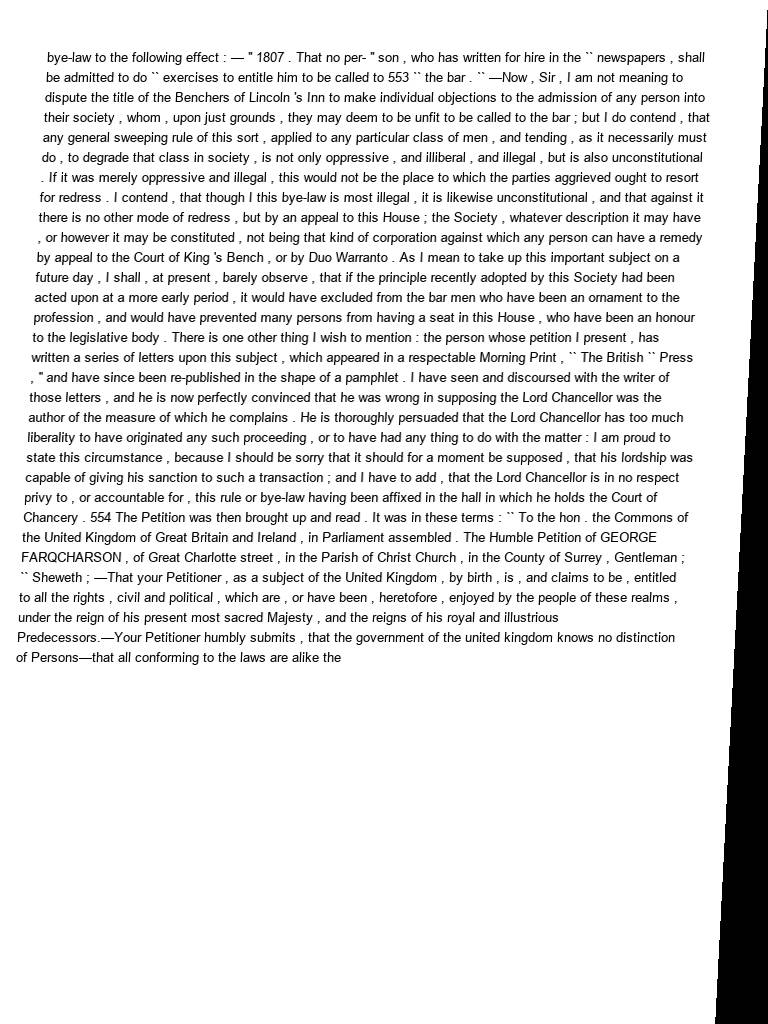 bye-law to the following effect : — " 1807 . That no per- " son , who has written for hire in the `` newspapers , shall
be admitted to do `` exercises to entitle him to be called to 553 `` the bar . `` —Now , Sir , I am not meaning to
dispute the title of the Benchers of Lincoln 's Inn to make individual objections to the admission of any person into
their society , whom , upon just grounds , they may deem to be unfit to be called to the bar ; but I do contend , that
any general sweeping rule of this sort , applied to any particular class of men , and tending , as it necessarily must
do , to degrade that class in society , is not only oppressive , and illiberal , and illegal , but is also unconstitutional
. If it was merely oppressive and illegal , this would not be the place to which the parties aggrieved ought to resort
for redress . I contend , that though I this bye-law is most illegal , it is likewise unconstitutional , and that against it
there is no other mode of redress , but by an appeal to this House ; the Society , whatever description it may have
, or however it may be constituted , not being that kind of corporation against which any person can have a remedy
by appeal to the Court of King 's Bench , or by Duo Warranto . As I mean to take up this important subject on a
future day , I shall , at present , barely observe , that if the principle recently adopted by this Society had been
acted upon at a more early period , it would have excluded from the bar men who have been an ornament to the
profession , and would have prevented many persons from having a seat in this House , who have been an honour
to the legislative body . There is one other thing I wish to mention : the person whose petition I present , has
written a series of letters upon this subject , which appeared in a respectable Morning Print , `` The British `` Press
, " and have since been re-published in the shape of a pamphlet . I have seen and discoursed with the writer of
those letters , and he is now perfectly convinced that he was wrong in supposing the Lord Chancellor was the
author of the measure of which he complains . He is thoroughly persuaded that the Lord Chancellor has too much
liberality to have originated any such proceeding , or to have had any thing to do with the matter : I am proud to
state this circumstance , because I should be sorry that it should for a moment be supposed , that his lordship was
capable of giving his sanction to such a transaction ; and I have to add , that the Lord Chancellor is in no respect
privy to , or accountable for , this rule or bye-law having been affixed in the hall in which he holds the Court of
Chancery . 554 The Petition was then brought up and read . It was in these terms : `` To the hon . the Commons of
the United Kingdom of Great Britain and Ireland , in Parliament assembled . The Humble Petition of GEORGE
FARQCHARSON , of Great Charlotte street , in the Parish of Christ Church , in the County of Surrey , Gentleman ;
`` Sheweth ; —That your Petitioner , as a subject of the United Kingdom , by birth , is , and claims to be , entitled
to all the rights , civil and political , which are , or have been , heretofore , enjoyed by the people of these realms ,
under the reign of his present most sacred Majesty , and the reigns of his royal and illustrious
Predecessors.—Your Petitioner humbly submits , that the government of the united kingdom knows no distinction
of Persons—that all conforming to the laws are alike the